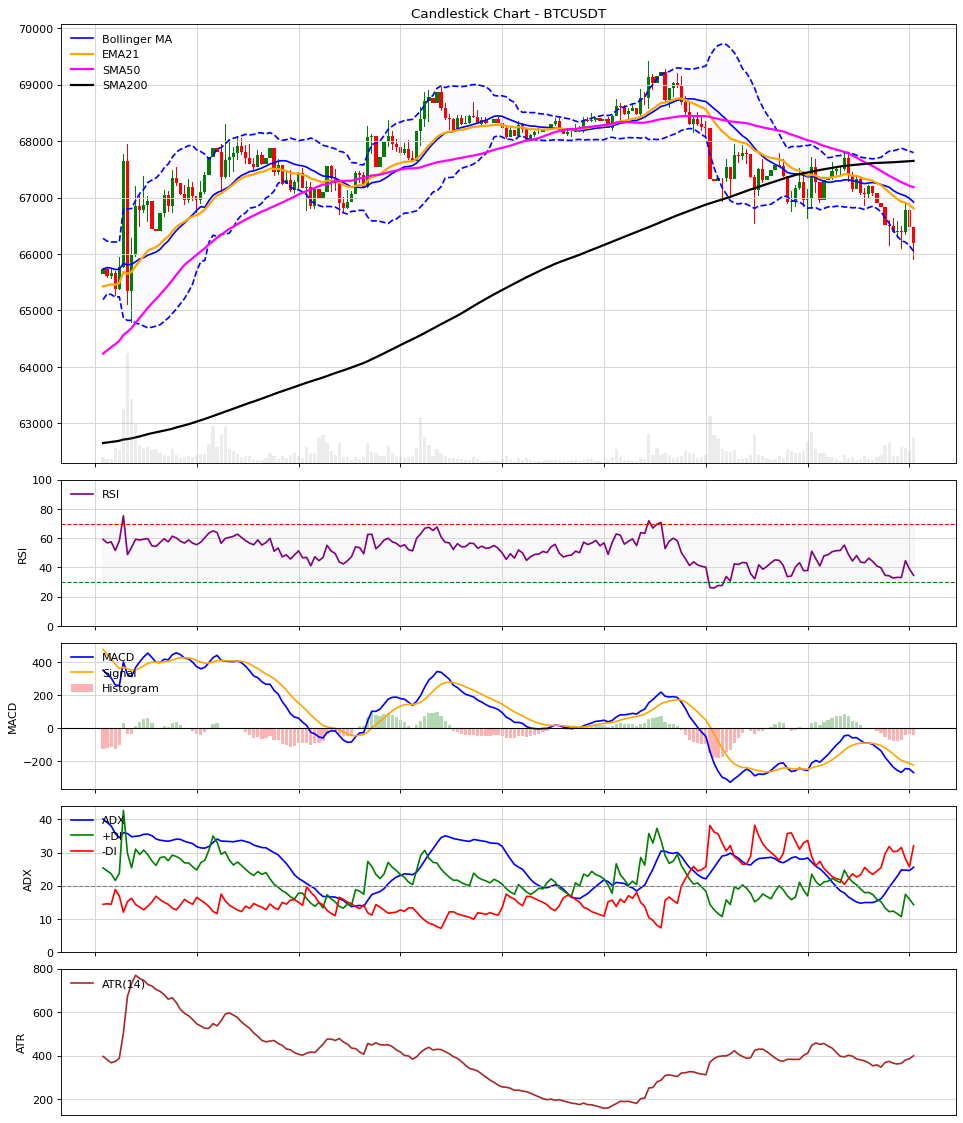 Candlestick Chart - BTCUSDT
70000
69000
68000
67000
66000
65000
64000
63000
Bollinger MA
EMA21
SMA50
SMA200
100
80
60
40
20
0
RSI
RSI
400
200
0
−200
MACD
MACD
Signal
Histogram
40
30
20
10
0
ADX
ADX
+DI
-DI
800
600
400
200
ATR
ATR(14)